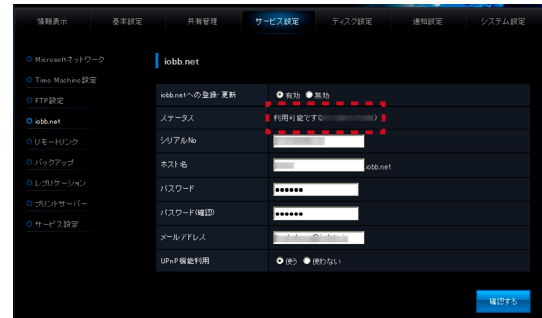 情報表示 基本設定 共有管理 サービス設定 ディスク設定 通知設定 システム設定
Microsoftネットワーク
Time Machine設定
FTP設定
iobb.net
リモートリンク
バックアップ
レプリケーション
プリントサーバー
サービス設定
iobb.net
iobb.netへの登録・更新 有効 無効
ステータス 利用可能です( )
シリアルNo
ホスト名 .iobb.net
パスワード ●●●●●●
パスワード(確認) ●●●●●●
メールアドレス
UPnP機能利用 使う 使わない
確認する